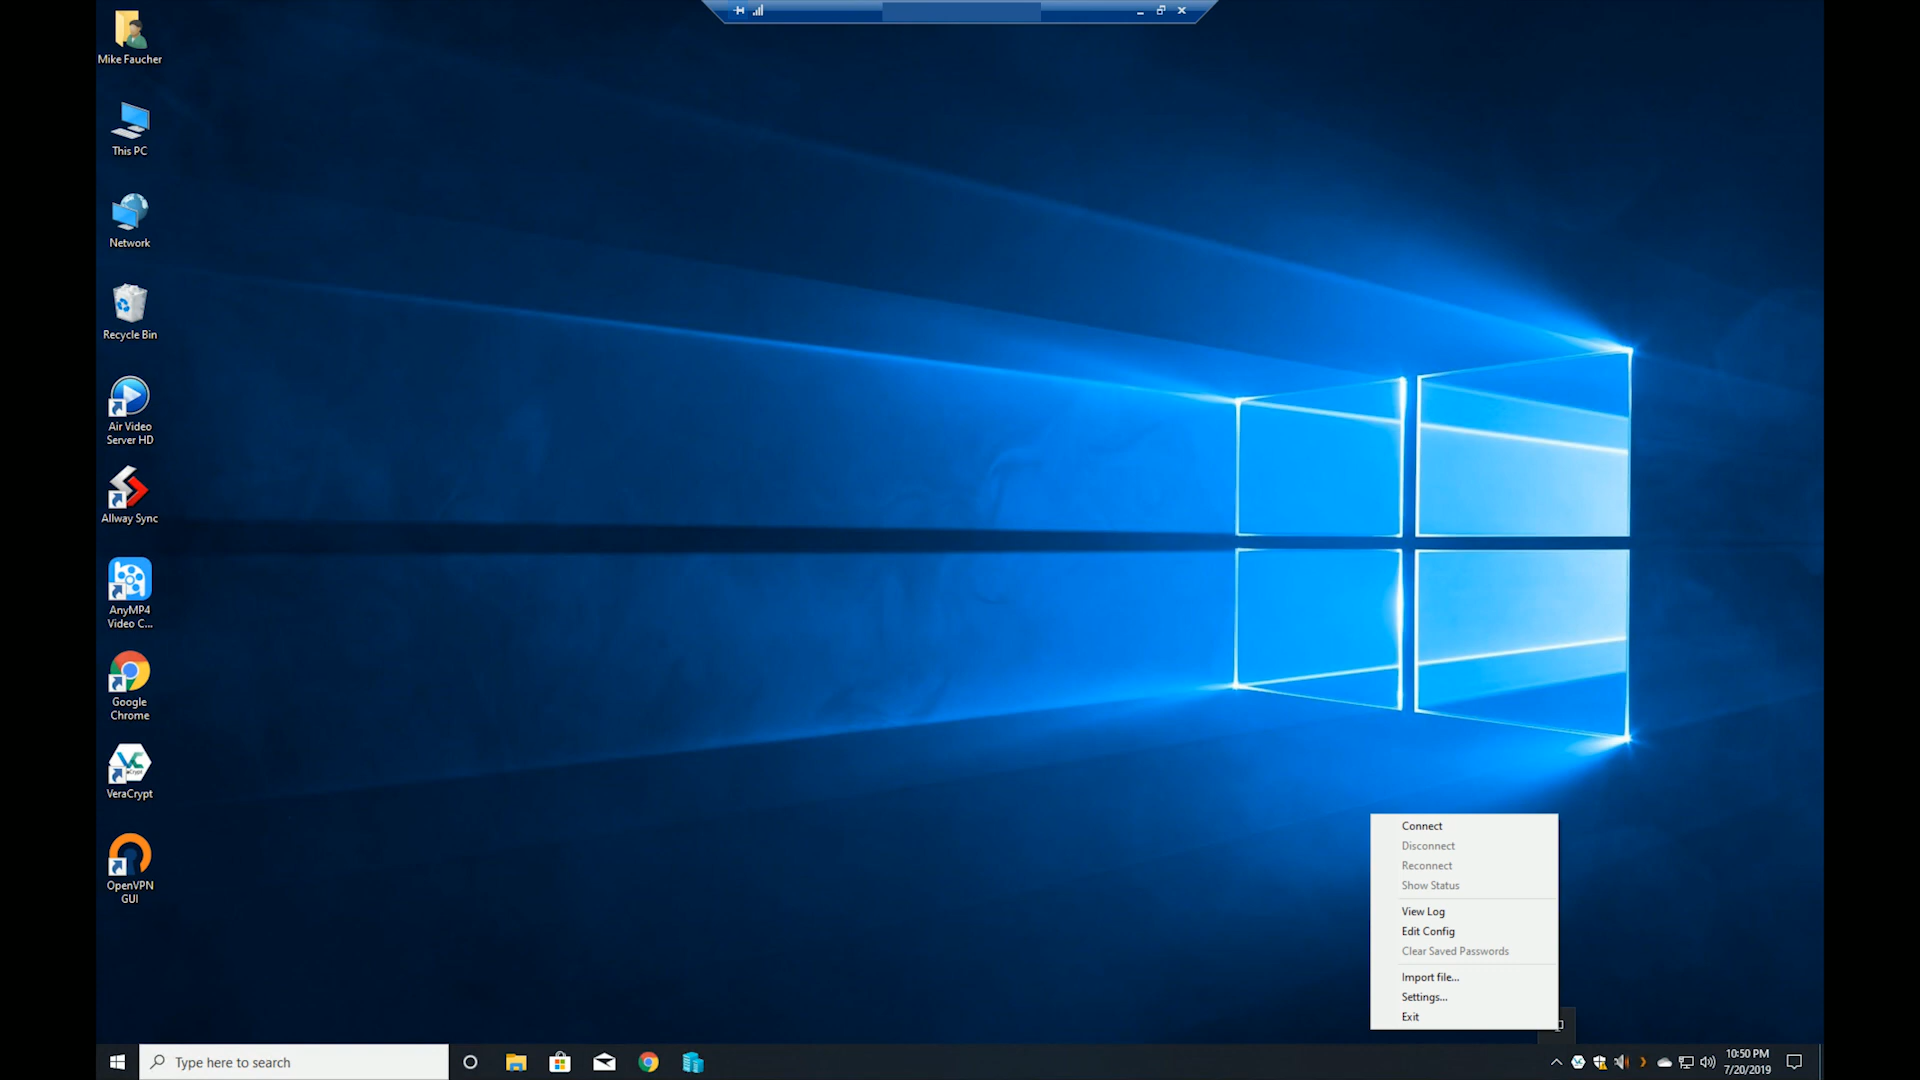 Mike Faucher
This PC
Network
Recycle Bin
Air Video
Server HD
Allway Sync
AnyMP4
Video C...
Google
Chrome
VeraCrypt
OpenVPN
GUI
Connect
Disconnect
Reconnect
Show Status
View Log
Edit Config
Clear Saved Passwords
Import file...
Settings...
Exit
Type here to search
10:50 PM
7/20/2019